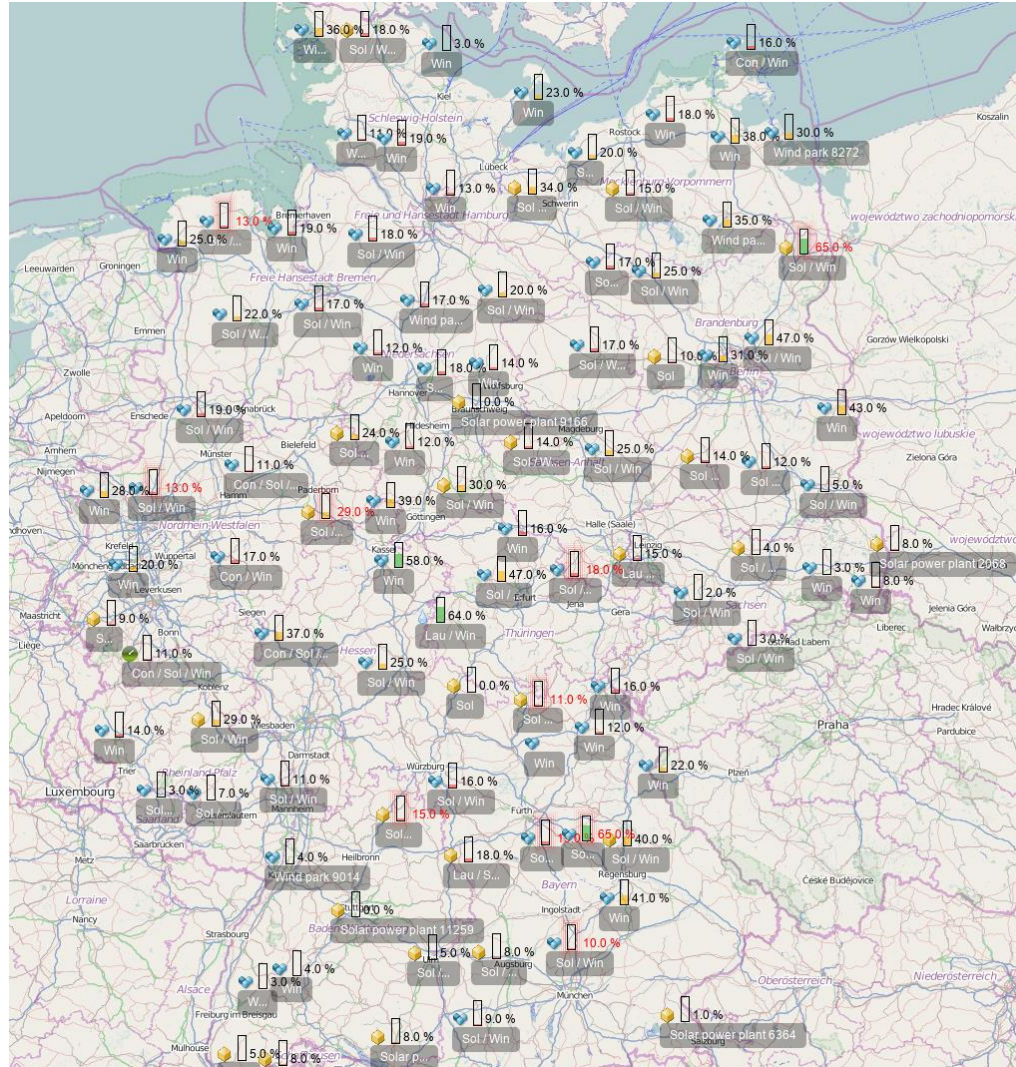 36.0 %
Wi...
18.0 %
Sol / W...
3.0 %
Win
16.0 %
Con / Win
Kiel
23.0 %
Win
Koszalin
Schleswig-Holstein
11.0 %
W...
19.0 %
Win
Rostock
18.0 %
Win
38.0 %
Win
30.0 %
Wind park 8272
20.0 %
S...
Lübeck
13.0 %
Win
34.0 %
Sol ...
Schwerin
Mecklenburg-Vorpommern
15.0 %
Sol / Win
Freie und Hansestadt Hamburg
województwo zachodniopomorskie
13.0 %
Bremerhaven
25.0 %
Win
19.0 %
Win
18.0 %
Sol / Win
35.0 %
Wind pa...
65.0 %
Sol / Win
Leeuwarden
Groningen
Freie Hansestadt Bremen
17.0 %
So...
25.0 %
Sol / Win
22.0 %
Sol / W...
17.0 %
Sol / Win
17.0 %
Wind pa...
20.0 %
Sol / Win
Emmen
Brandenburg
47.0 %
Sol / Win
Gorzów Wielkopolski
Zwolle
12.0 %
Win
Niedersachsen
18.0 %
S...
14.0 %
Wolfsburg
17.0 %
Sol / Win
10.0 %
Sol
31.0 %
Win
Berlin
Hannover
0.0 %
Braunschweig
Solar power plant 9166
Apeldoorn
Enschede
19.0 %
Osnabrück
Sol / Win
43.0 %
Win
Arnhem
Nijmegen
Bielefeld
24.0 %
Sol ...
Hildesheim
12.0 %
Win
Magdeburg
14.0 %
Sol / Win
Sachsen-Anhalt
25.0 %
Sol / Win
województwo lubuskie
Zielona Góra
Münster
11.0 %
Con / Sol /...
Hamm
Paderborn
14.0 %
Sol ...
12.0 %
Sol ...
5.0 %
Sol / Win
28.0 %
Win
13.0 %
Sol / Win
29.0 %
Sol /...
39.0 %
Win
Göttingen
30.0 %
Sol / Win
Nordrhein-Westfalen
16.0 %
Win
Halle (Saale)
Krefeld
Wuppertal
Mönchengladbach
20.0 %
Win
Leverkusen
17.0 %
Con / Win
Kassel
58.0 %
Win
47.0 %
Sol / Win
Erfurt
18.0 %
Sol /...
Jena
Leipzig
15.0 %
Lau ...
4.0 %
Sol /...
8.0 %
Solar power plant 2068
3.0 %
Win
8.0 %
Win
Maastricht
9.0 %
S...
Liège
Bonn
Siegen
37.0 %
Con / Sol /...
Hessen
64.0 %
Lau / Win
Thüringen
Gera
2.0 %
Sol / Win
Sachsen
3.0 %
Sol / Win
Ústí nad Labem
Liberec
Jelenia Góra
11.0 %
Con / Sol / Win
Koblenz
25.0 %
Sol / Win
0.0 %
Sol
11.0 %
Sol ...
16.0 %
Win
Hradec Králové
Praha
Pardubice
14.0 %
Win
Trier
29.0 %
Sol / Win
Wiesbaden
Darmstadt
12.0 %
Win
Win
Luxembourg
Rheinland-Pfalz
3.0 %
Sol...
7.0 %
Sol /...
Kaiserslautern
11.0 %
Sol / Win
Mannheim
Würzburg
16.0 %
Sol / Win
22.0 %
Win
Plzeň
Saarland
Saarbrücken
15.0 %
Sol...
Fürth
So...
65.0 %
So...
40.0 %
Sol / Win
Metz
4.0 %
Wind park 9014
Heilbronn
18.0 %
Lau / S...
Regensburg
Bayern
České Budějovice
Lorraine
Nancy
0.0 %
Solar power plant 11259
Ingolstadt
41.0 %
Win
Strasbourg
5.0 %
Ulm
Sol /...
8.0 %
Sol /...
Augsburg
10.0 %
Sol / Win
3.0 %
W...
4.0 %
Win
Alsace
Freiburg im Breisgau
München
Oberösterreich
Niederösterreich
9.0 %
Sol / Win
1.0 %
Solar power plant 6364
Salzburg
Mulhouse
8.0 %
Solar p...
5.0 %
8.0 %